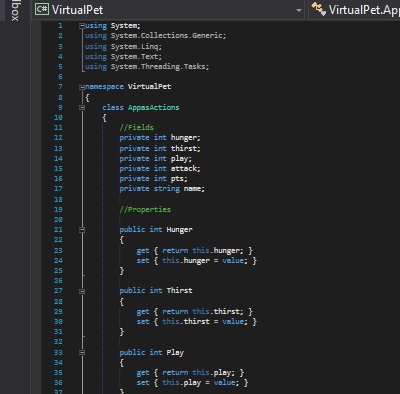 lbox
C# VirtualPet
VirtualPet.App
1 using System;
2 using System.Collections.Generic;
3 using System.Linq;
4 using System.Text;
5 using System.Threading.Tasks;
6
7 namespace VirtualPet
8 {
9 class AppasActions
10 {
11 //Fields
12 private int hunger;
13 private int thirst;
14 private int play;
15 private int attack;
16 private int pts;
17 private string name;
18
19 //Properties
20
21 public int Hunger
22 {
23 get { return this.hunger; }
24 set { this.hunger = value; }
25 }
26
27 public int Thirst
28 {
29 get { return this.thirst; }
30 set { this.thirst = value; }
31 }
32
33 public int Play
34 {
35 get { return this.play; }
36 set { this.play = value; }
37 }